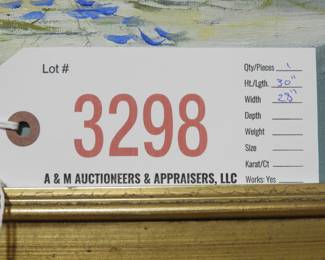 Lot #
3298
A & M AUCTIONEERS & APPRAISERS, LLC
Qty/Pieces 1
Ht./Lgth. 30"
Width 28"
Depth
Weight
Size
Karat/Ct
Works: Yes